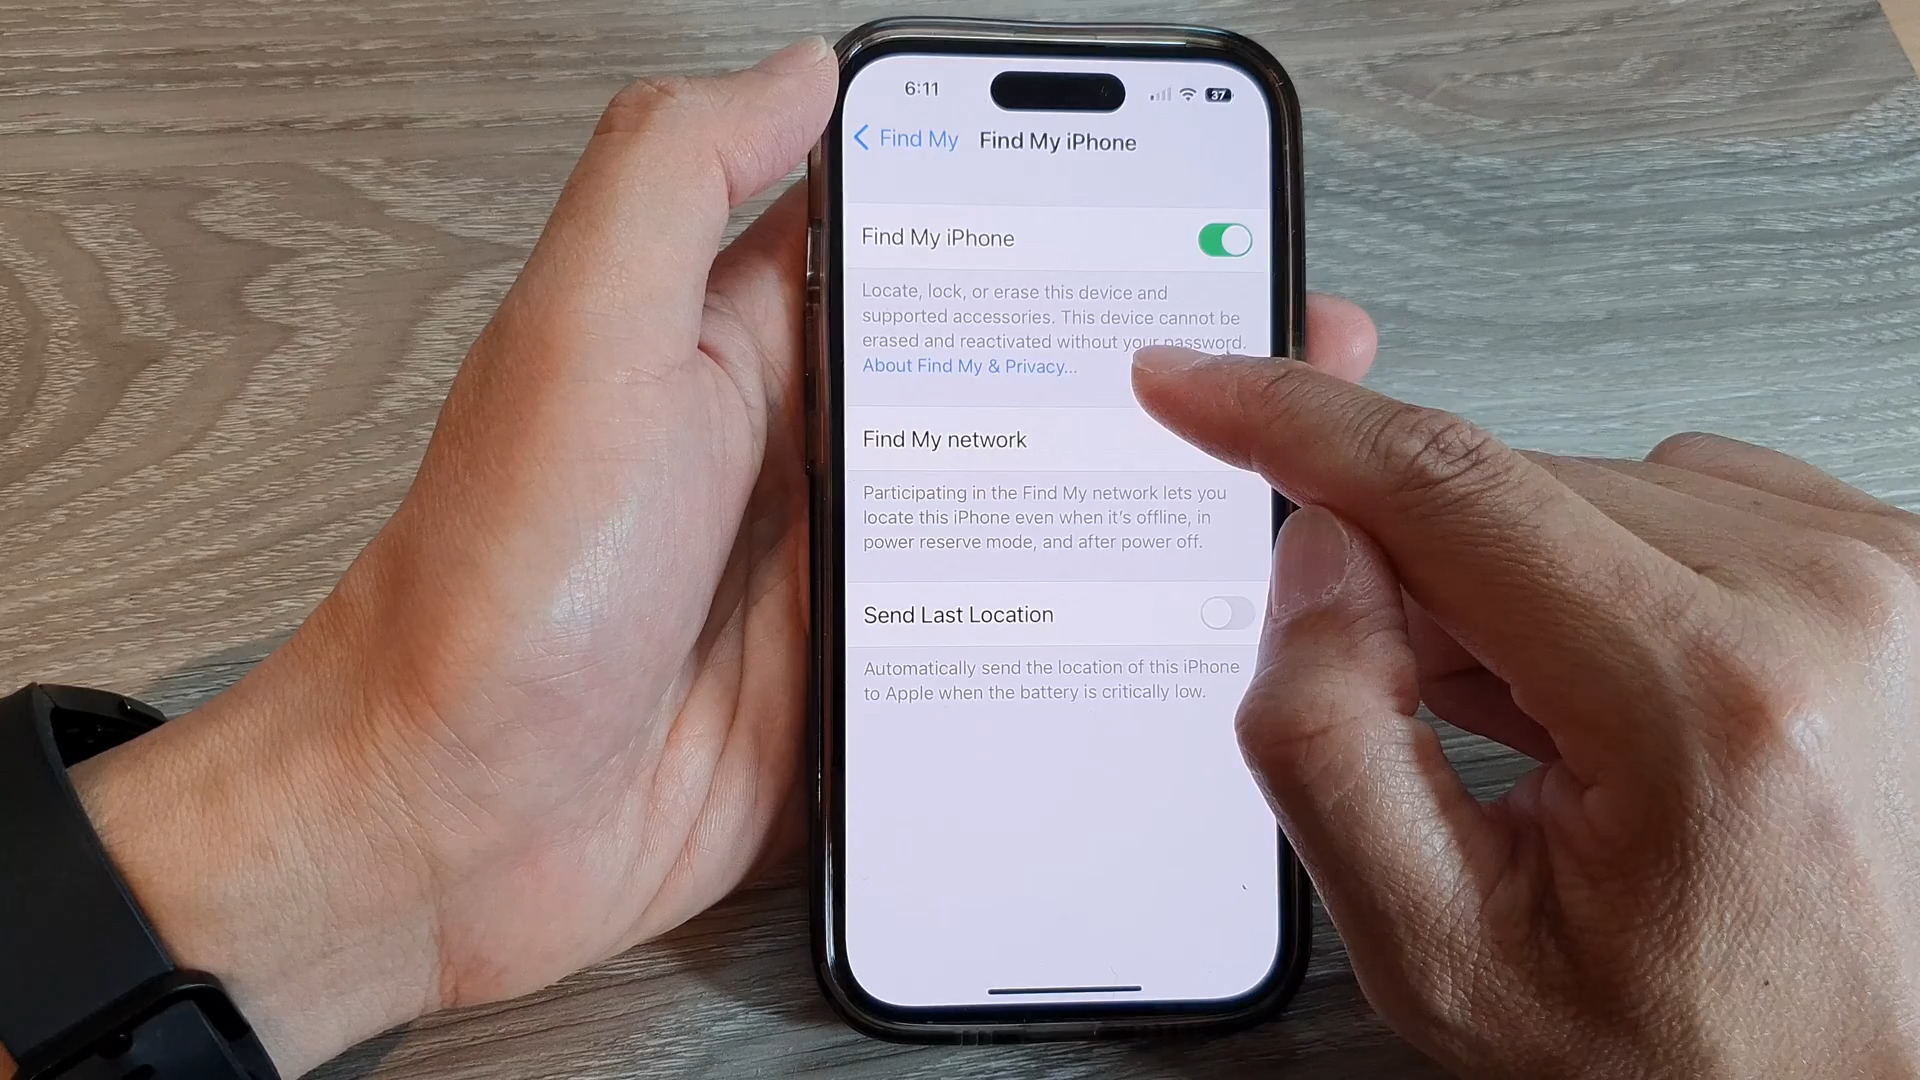 6:11
37
Find My
Find My iPhone
Find My iPhone
Locate, lock, or erase this device and
supported accessories. This device cannot be
erased and reactivated without your password.
About Find My & Privacy...
Find My network
Participating in the Find My network lets you
locate this iPhone even when it's offline, in
power reserve mode, and after power off.
Send Last Location
Automatically send the location of this iPhone
to Apple when the battery is critically low.